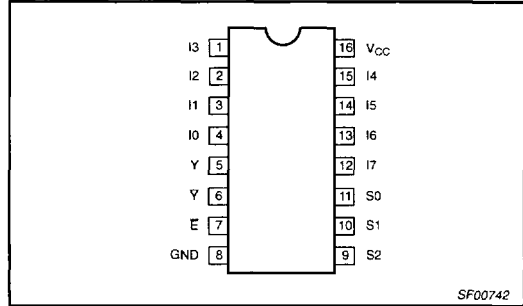 I3 1 16 VCC
I2 2 15 I4
I1 3 14 I5
I0 4 13 I6
Y 5 12 I7
Y̅ 6 11 S0
E̅ 7 10 S1
GND 8 9 S2
SF00742